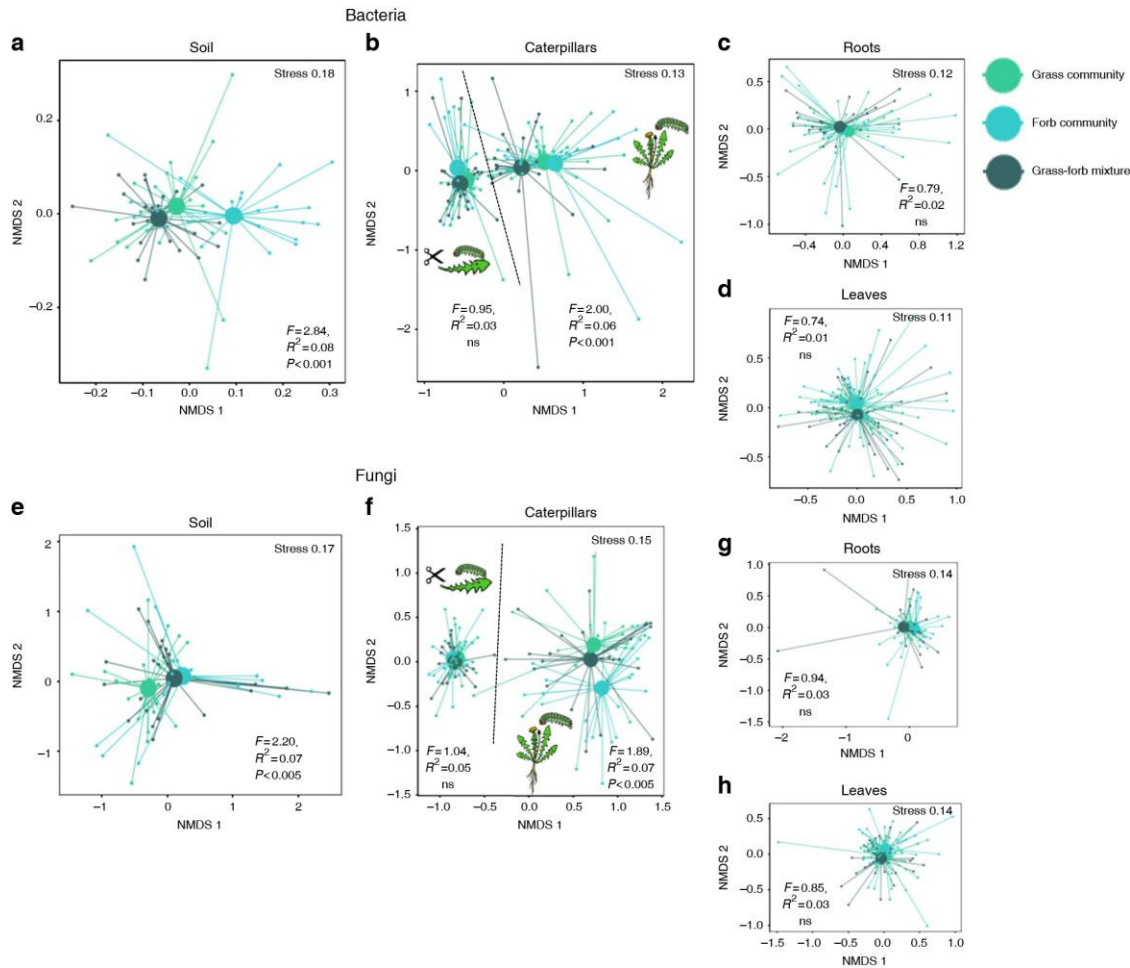 Bacteria
a
Soil
Stress 0.18
0.2
0.0
−0.2
NMDS 2
F=2.84,
R²=0.08
P<0.001
−0.2 −0.1 0.0 0.1 0.2 0.3
NMDS 1
b
Caterpillars
Stress 0.13
1
0
−1
−2
NMDS 2
F=0.95,
R²=0.03
ns
F=2.00,
R²=0.06
P<0.001
−1 0 1 2
NMDS 1
c
Roots
Stress 0.12
0.5
0.0
−0.5
−1.0
NMDS 2
F=0.79,
R²=0.02
ns
−0.4 0.0 0.4 0.8 1.2
NMDS 1
Grass community
Forb community
Grass-forb mixture
d
Leaves
Stress 0.11
F=0.74,
R²=0.01
ns
0.5
0.0
−0.5
NMDS 2
−0.5 0.0 0.5 1.0
NMDS 1
Fungi
e
Soil
Stress 0.17
2
1
0
−1
NMDS 2
F=2.20,
R²=0.07
P<0.005
−1 0 1 2
NMDS 1
f
Caterpillars
Stress 0.15
1.5
1.0
0.5
0.0
−0.5
−1.0
−1.5
NMDS 2
F=1.04,
R²=0.05
ns
F=1.89,
R²=0.07
P<0.005
−1.0 −0.5 0.0 0.5 1.0 1.5
NMDS 1
g
Roots
Stress 0.14
1.0
0.5
0.0
−0.5
−1.0
−1.5
NMDS 2
F=0.94,
R²=0.03
ns
−2 −1 0
NMDS 1
h
Leaves
Stress 0.14
0.5
0.0
−0.5
−1.0
NMDS 2
F=0.85,
R²=0.03
ns
−1.5 −1.0 −0.5 0.0 0.5 1.0
NMDS 1